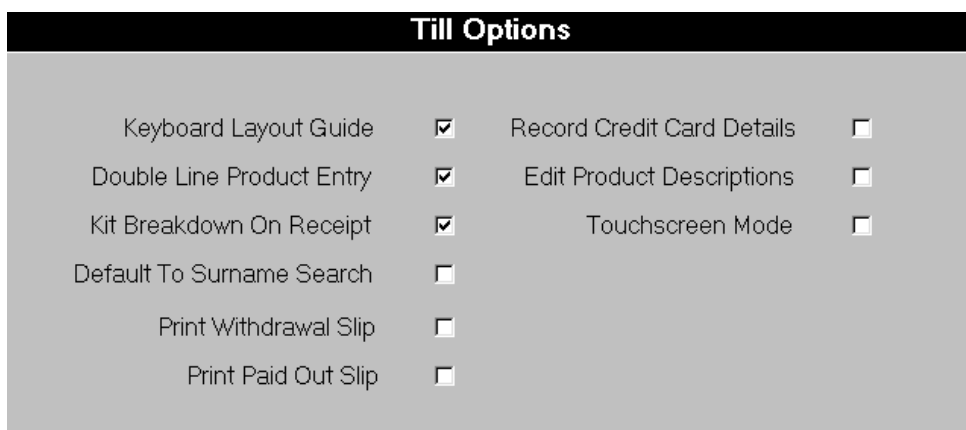 Till Options
Keyboard Layout Guide
Record Credit Card Details
Double Line Product Entry
Edit Product Descriptions
Kit Breakdown On Receipt
Touchscreen Mode
Default To Surname Search
Print Withdrawal Slip
Print Paid Out Slip